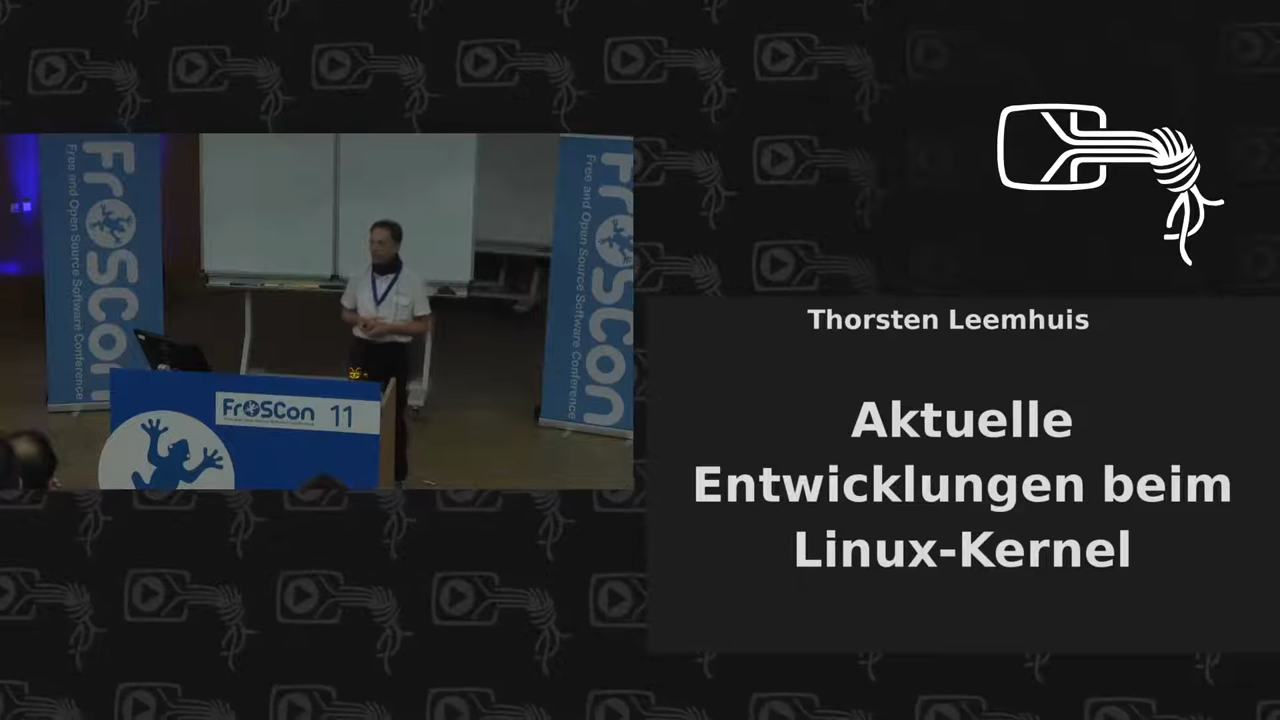 FrOSCon
Free and Open Source Software Conference
FrOSCon
Free and Open Source Software Conference
FrOSCon 11
Thorsten Leemhuis
Aktuelle
Entwicklungen beim
Linux-Kernel